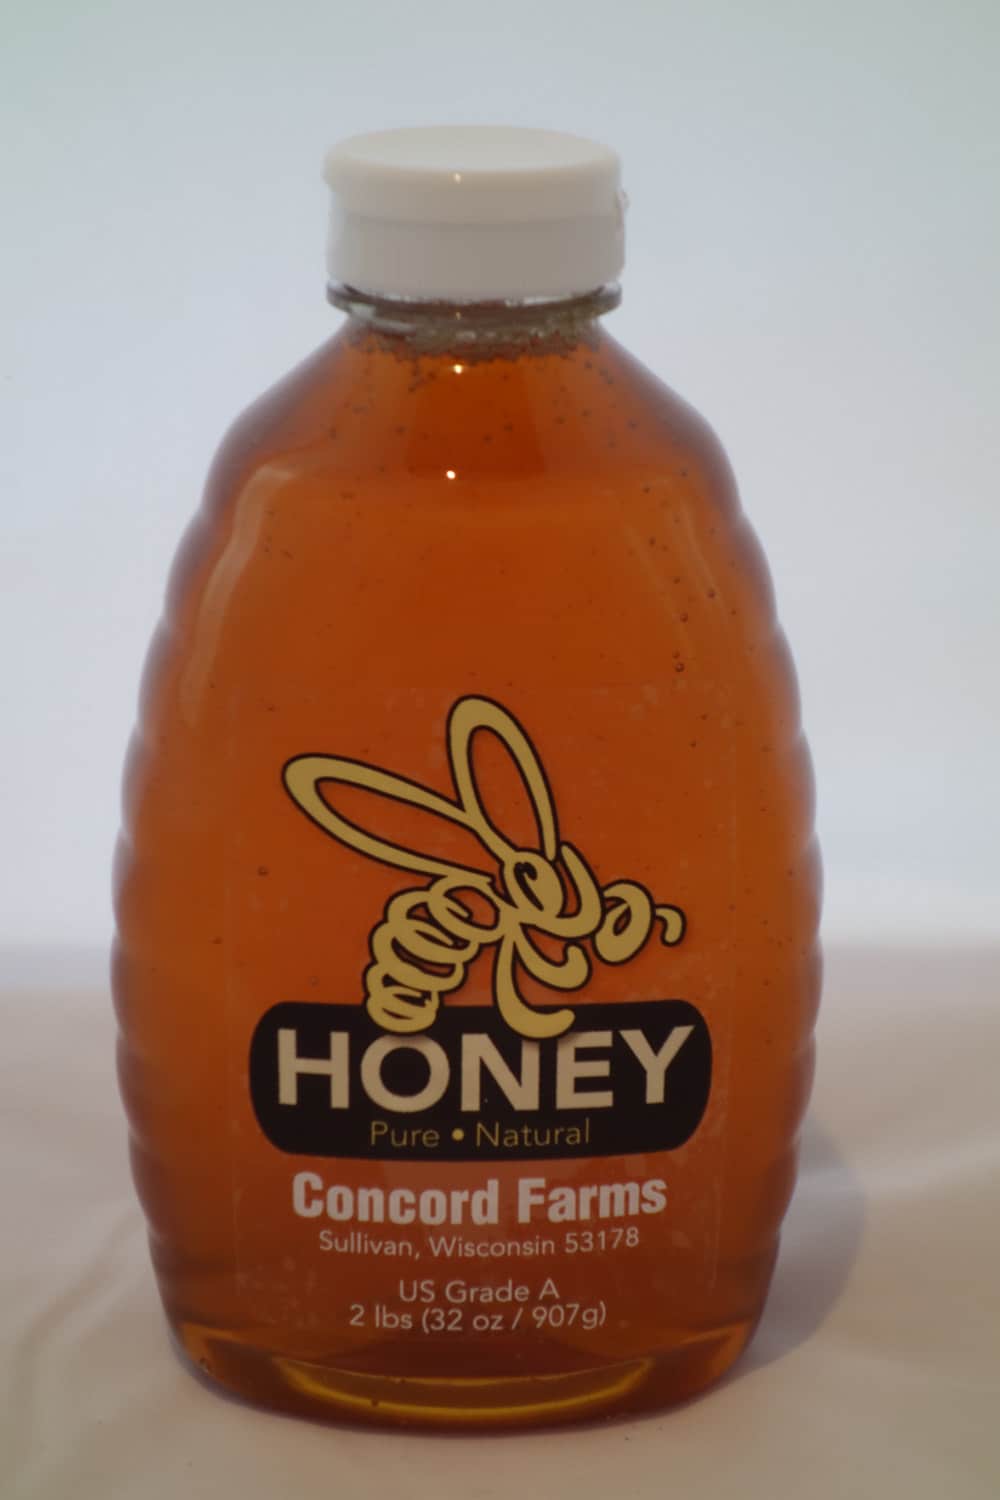 HONEY
Pure • Natural
Concord Farms
Sullivan, Wisconsin 53178
US Grade A
2 lbs (32 oz / 907g)